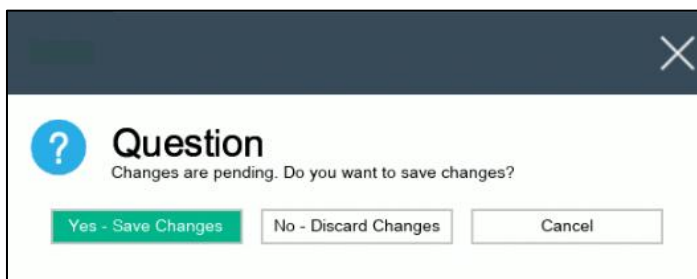 ?
Question
Changes are pending. Do you want to save changes?
Yes - Save Changes
No - Discard Changes
Cancel